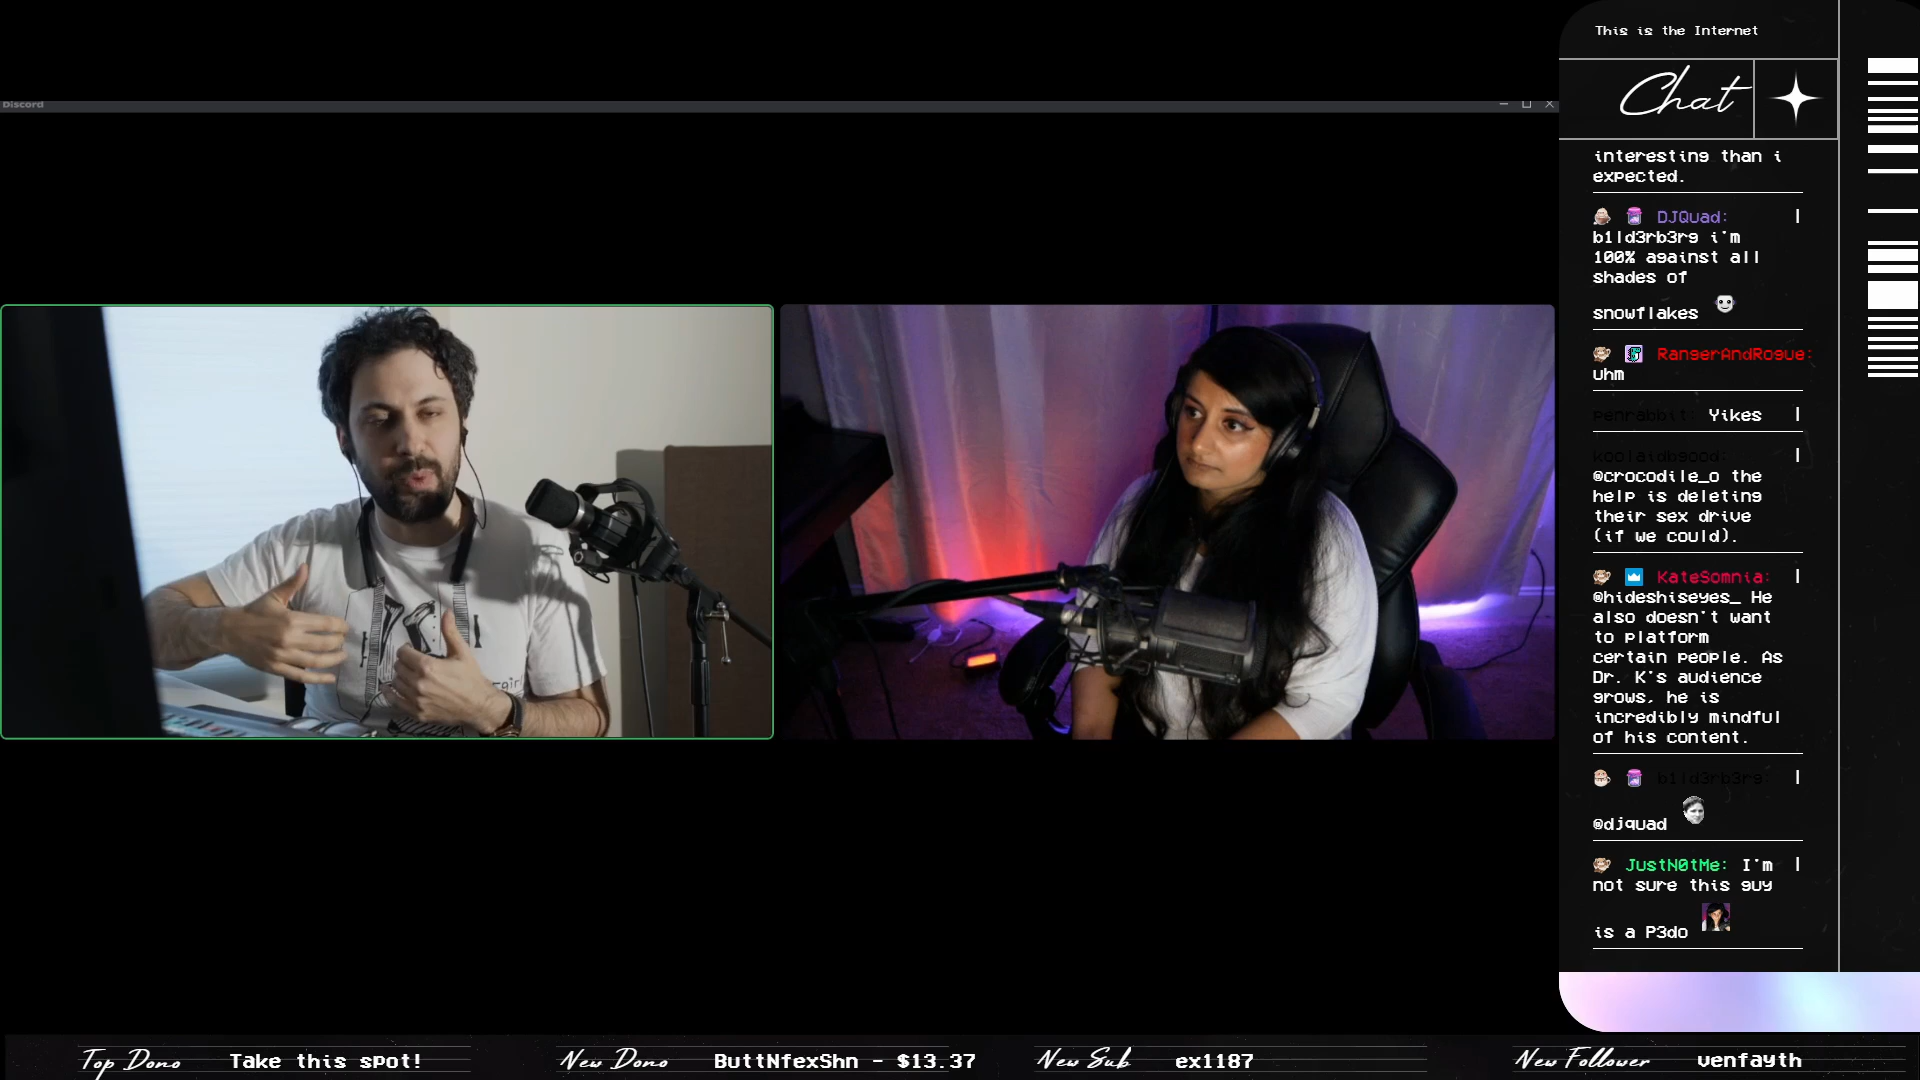 This is the Internet
Chat
Discord
interesting than i
expected.
DJQuad:
b1ld3rb3rg i'm
100% against all
shades of
snowflakes
RangerAndRogue:
Uhm
penrabbit: Yikes
koolaidbgood:
@crocodile_o the
help is deleting
their sex drive
(if we could).
KateSomnia:
@hideshiseyes_ He
also doesn't want
to platform
certain people. As
Dr. K's audience
grows, he is
incredibly mindful
of his content.
b1ld3rb3rg:
@djquad
JustN0tMe: I'm
not sure this guy
is a P3do
Top Dono Take this spot!
New Dono ButtNfexShn - $13.37
New Sub ex1187
New Follower venfayth